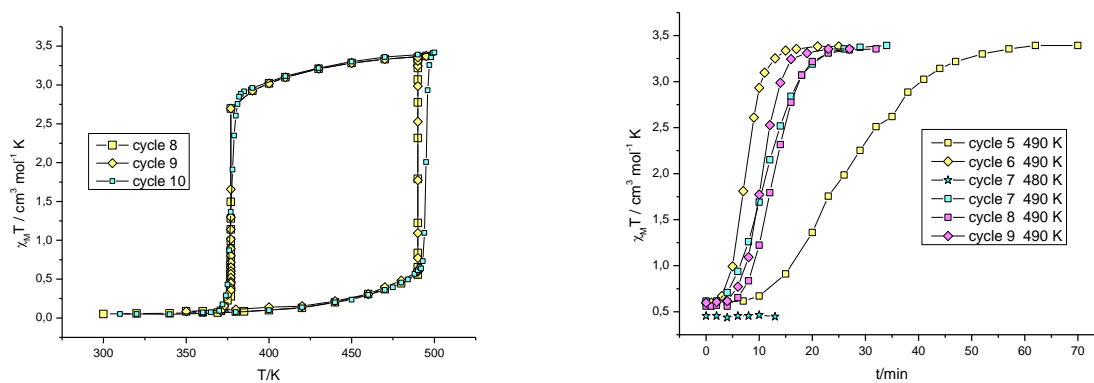 χMT / cm3 mol-1 K
3,5
3,0
2,5
2,0
1,5
1,0
0,5
0,0
300
350
400
450
500
T/K
cycle 8
cycle 9
cycle 10
χMT / cm3 mol-1 K
3,5
3,0
2,5
2,0
1,5
1,0
0,5
0
10
20
30
40
50
60
70
t/min
cycle 5 490 K
cycle 6 490 K
cycle 7 480 K
cycle 7 490 K
cycle 8 490 K
cycle 9 490 K